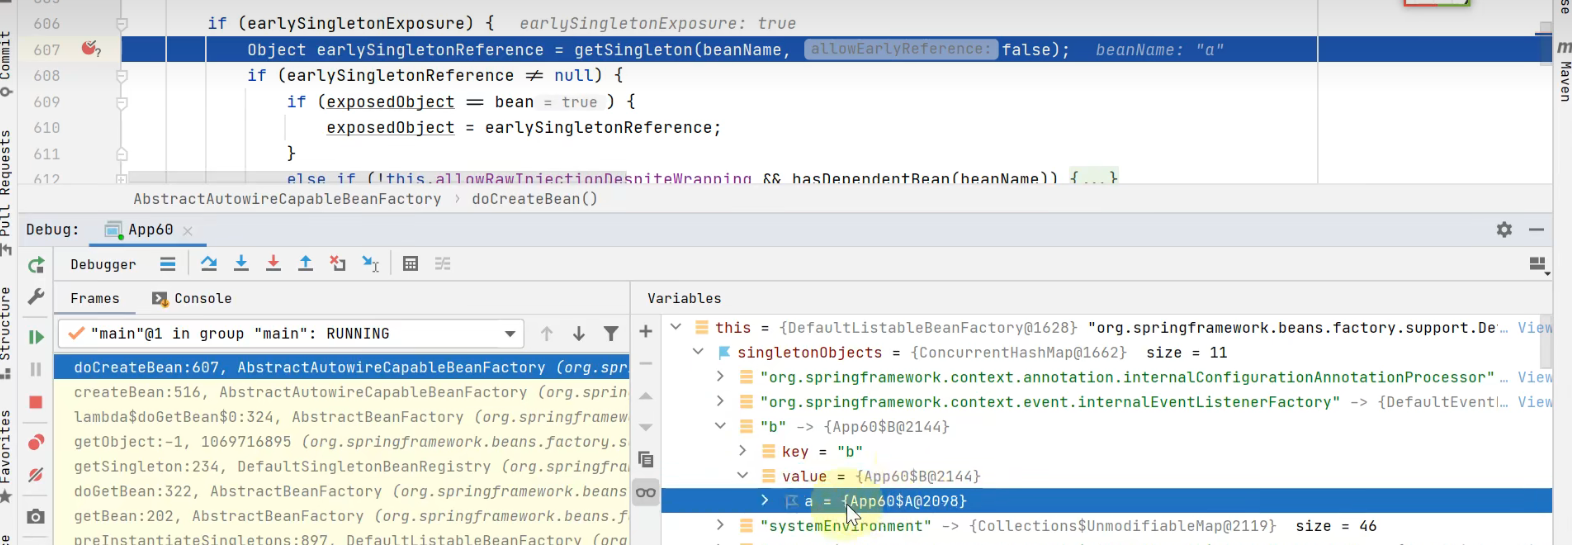 606 if (earlySingletonExposure) { earlySingletonExposure: true
607 Object earlySingletonReference = getSingleton(beanName, allowEarlyReference: false); beanName: "a"
608 if (earlySingletonReference ≠ null) {
609 if (exposedObject == bean = true ) {
610 exposedObject = earlySingletonReference;
611 }
612 else if (!this.allowRawInjectionDespiteWrapping && hasDependentBean(beanName)) {...}
AbstractAutowireCapableBeanFactory › doCreateBean()
Debug: App60
Debugger
Frames Console Variables
"main"@1 in group "main": RUNNING
doCreateBean:607, AbstractAutowireCapableBeanFactory (org.spr
createBean:516, AbstractAutowireCapableBeanFactory (org.sprin
lambda$doGetBean$0:324, AbstractBeanFactory (org.springframew
getObject:-1, 1069716895 (org.springframework.beans.factory.s
getSingleton:234, DefaultSingletonBeanRegistry (org.springfra
doGetBean:322, AbstractBeanFactory (org.springframework.beans
getBean:202, AbstractBeanFactory (org.springframework.beans.f
preInstantiateSingletons:897, DefaultListableBeanFactory (org
this = {DefaultListableBeanFactory@1628} "org.springframework.beans.factory.support.De… View
singletonObjects = {ConcurrentHashMap@1662} size = 11
"org.springframework.context.annotation.internalConfigurationAnnotationProcessor" … View
"org.springframework.context.event.internalEventListenerFactory" -> {DefaultEventL… View
"b" -> {App60$B@2144}
key = "b"
value = {App60$B@2144}
a = {App60$A@2098}
"systemEnvironment" -> {Collections$UnmodifiableMap@2119} size = 46
Commit
Pull Requests
Structure
Favorites
Maven